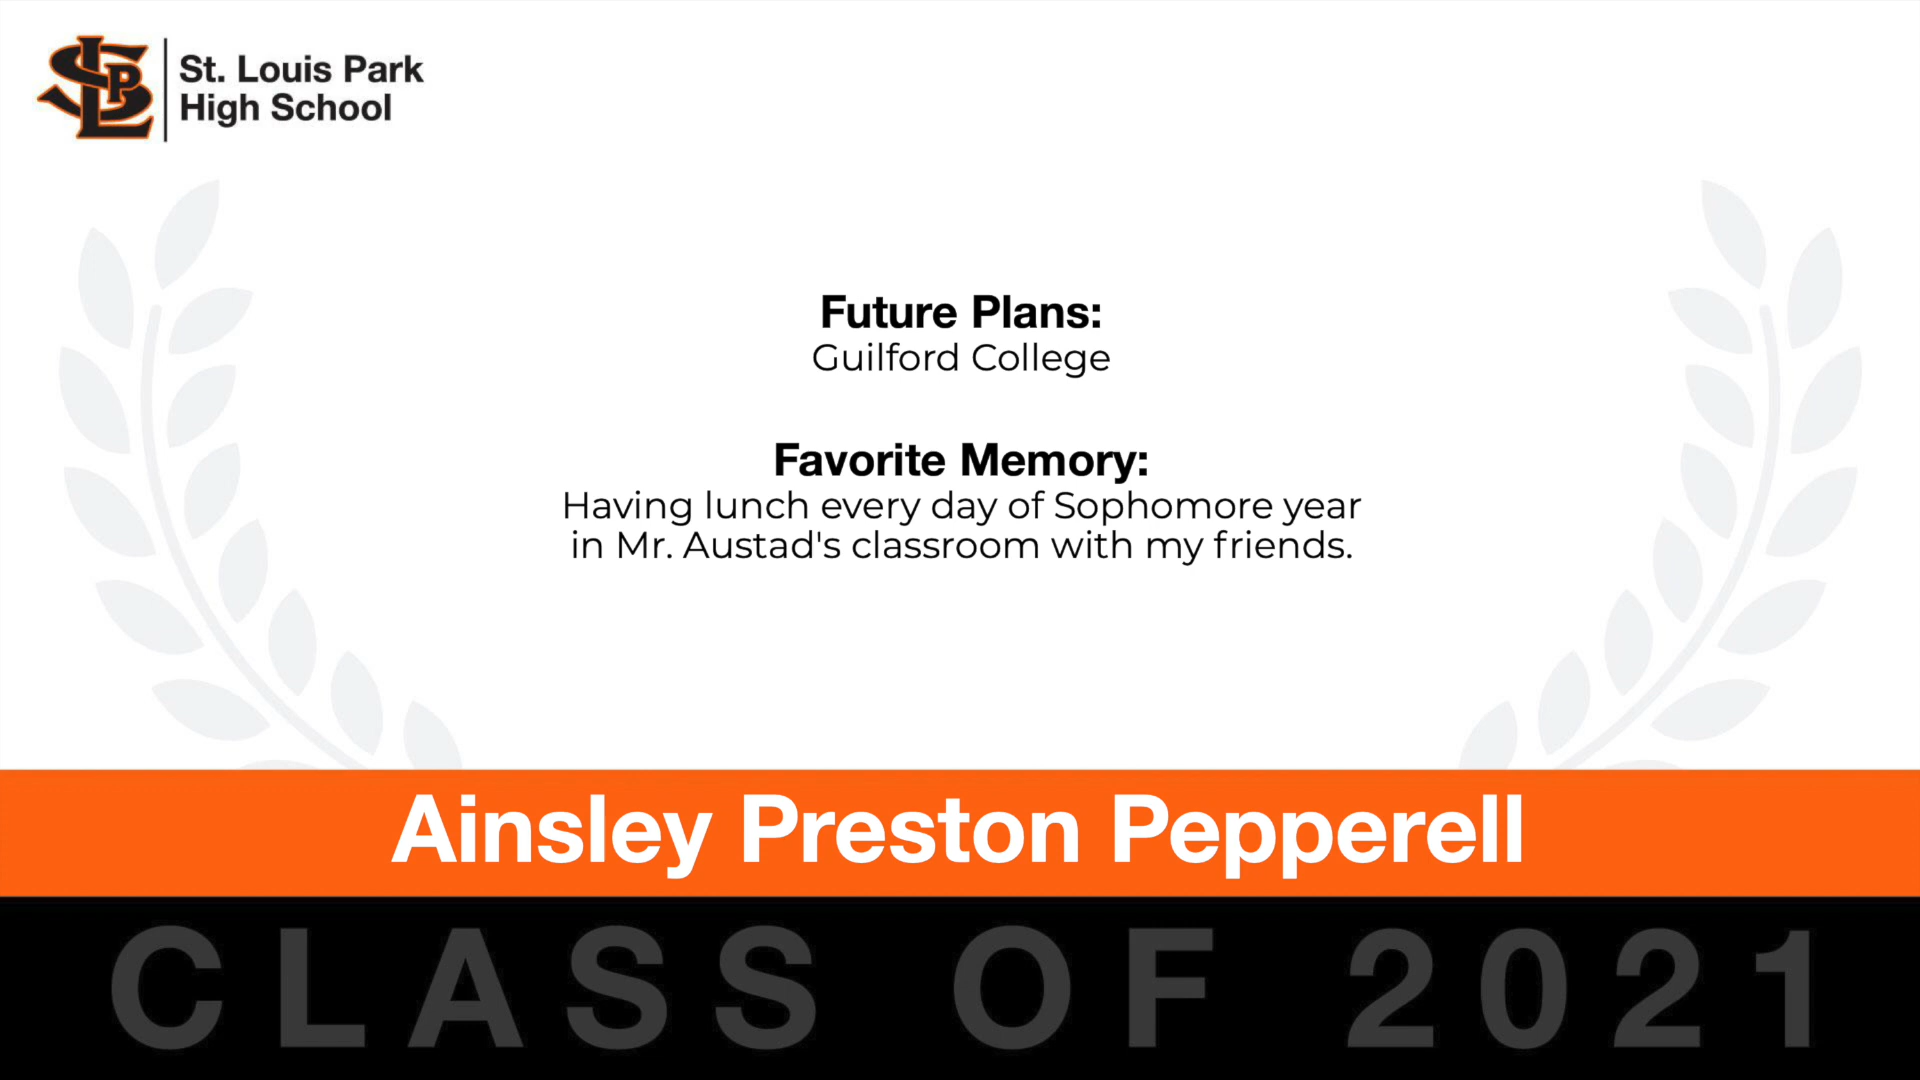 SLP
St. Louis Park
High School
Future Plans:
Guilford College
Favorite Memory:
Having lunch every day of Sophomore year
in Mr. Austad's classroom with my friends.
Ainsley Preston Pepperell
CLASS OF 2021